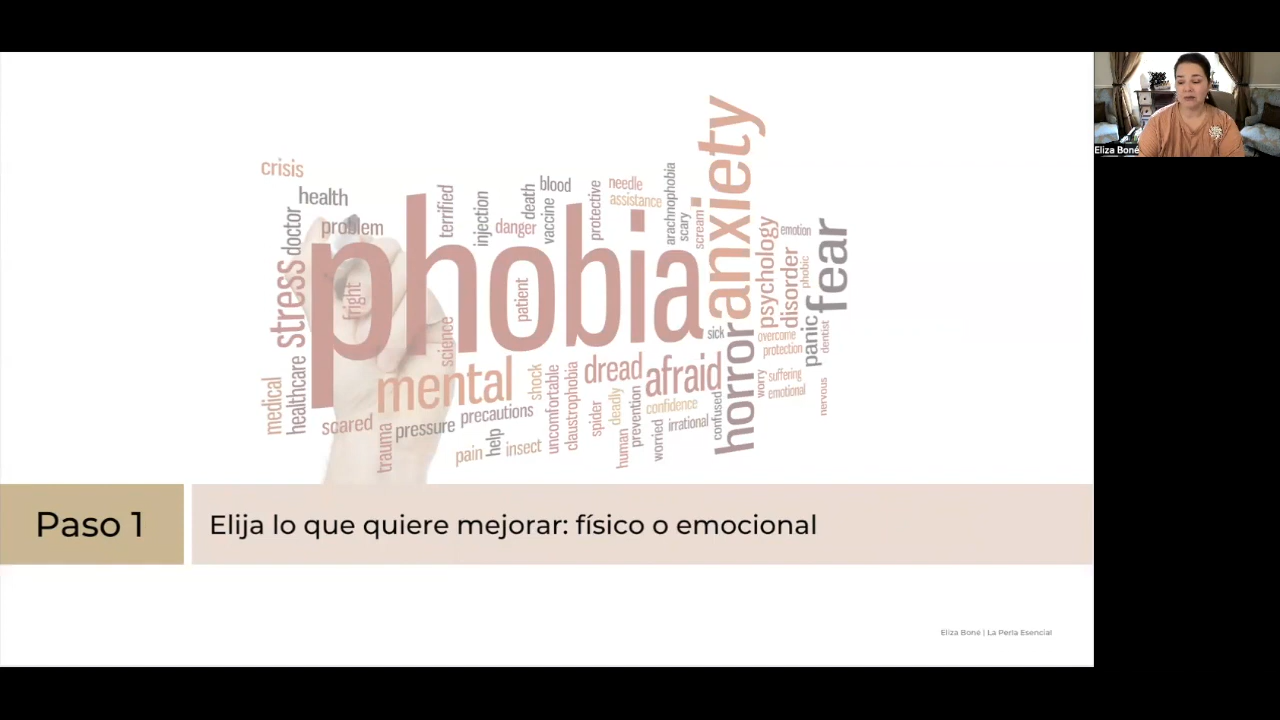 crisis
health
doctor
problem
stress
fright
phobia
terrified
injection
danger
death
blood
vaccine
protective
needle
assistance
arachnophobia
scary
scream
anxiety
psychology
emotion
disorder
phobic
fear
patient
science
sick
overcome
protection
panic
dentist
medical
healthcare
mental
shock
dread
afraid
horror
worry
suffering
emotional
nervous
scared
trauma
pressure
precautions
help
pain
insect
uncomfortable
claustrophobia
spider
deadly
human
prevention
confidence
worried
irrational
confused
Paso 1
Elija lo que quiere mejorar: físico o emocional
Eliza Boné | La Perla Esencial
Eliza Boné